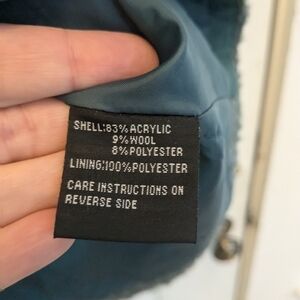 SHELL:83%ACRYLIC
9%WOOL
8%POLYESTER
LINING:100%POLYESTER
CARE INSTRUCTIONS ON
REVERSE SIDE